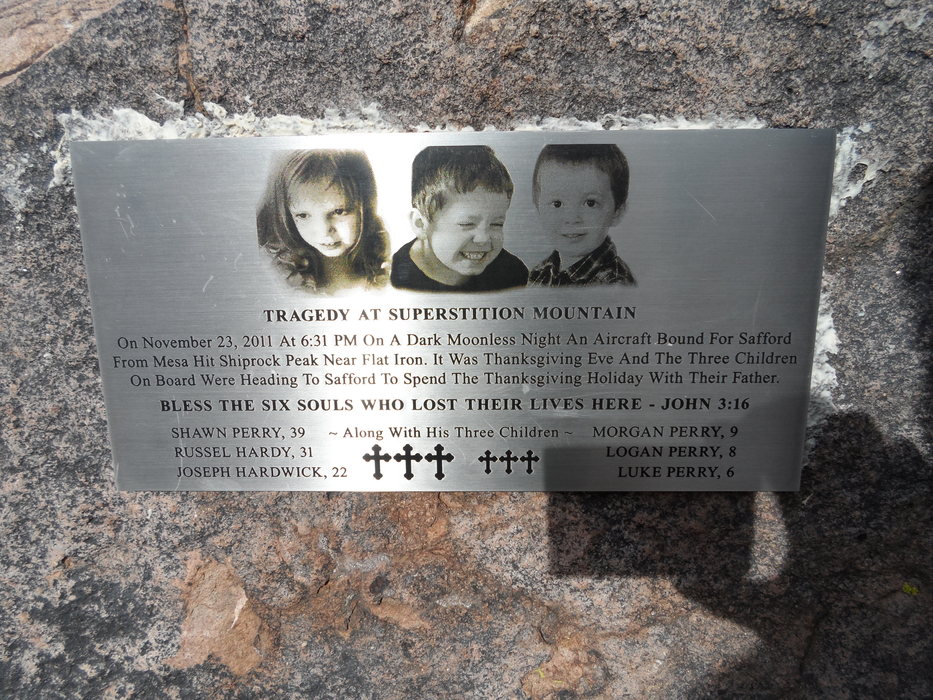 TRAGEDY AT SUPERSTITION MOUNTAIN
On November 23, 2011 At 6:31 PM On A Dark Moonless Night An Aircraft Bound For Safford
From Mesa Hit Shiprock Peak Near Flat Iron. It Was Thanksgiving Eve And The Three Children
On Board Were Heading To Safford To Spend The Thanksgiving Holiday With Their Father.
BLESS THE SIX SOULS WHO LOST THEIR LIVES HERE - JOHN 3:16
SHAWN PERRY, 39 ~ Along With His Three Children ~ MORGAN PERRY, 9
RUSSEL HARDY, 31 LOGAN PERRY, 8
JOSEPH HARDWICK, 22 LUKE PERRY, 6